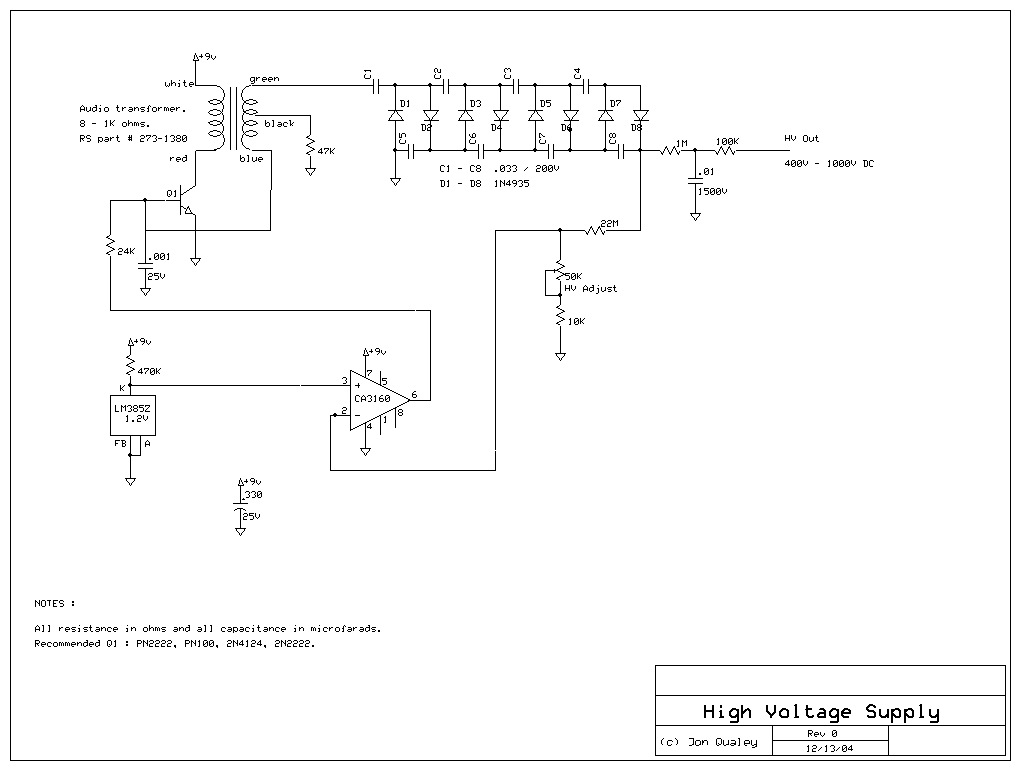 +9v
white
green
C1
C2
C3
C4
Audio transformer.
8 - 1K ohms.
RS part # 273-1380
black
D1
D3
D5
D7
D2
D4
D6
D8
red
blue
47K
C5
C6
C7
C8
1M
100K
HV Out
400V - 1000V DC
C1 - C8 .033 / 200V
D1 - D8 1N4935
.01
1500V
Q1
24K
.001
25V
22M
50K
HV Adjust
10K
+9v
470K
K
LM385Z
1.2V
FB
A
+9v
7
5
3
+
CA3160
6
2
-
8
1
4
+9v
.330
25V
NOTES :
All resistance in ohms and all capacitance in microfarads.
Recommended Q1 : PN2222, PN100, 2N4124, 2N2222.
High Voltage Supply
(c) Jon Qualey
Rev 0
12/13/04